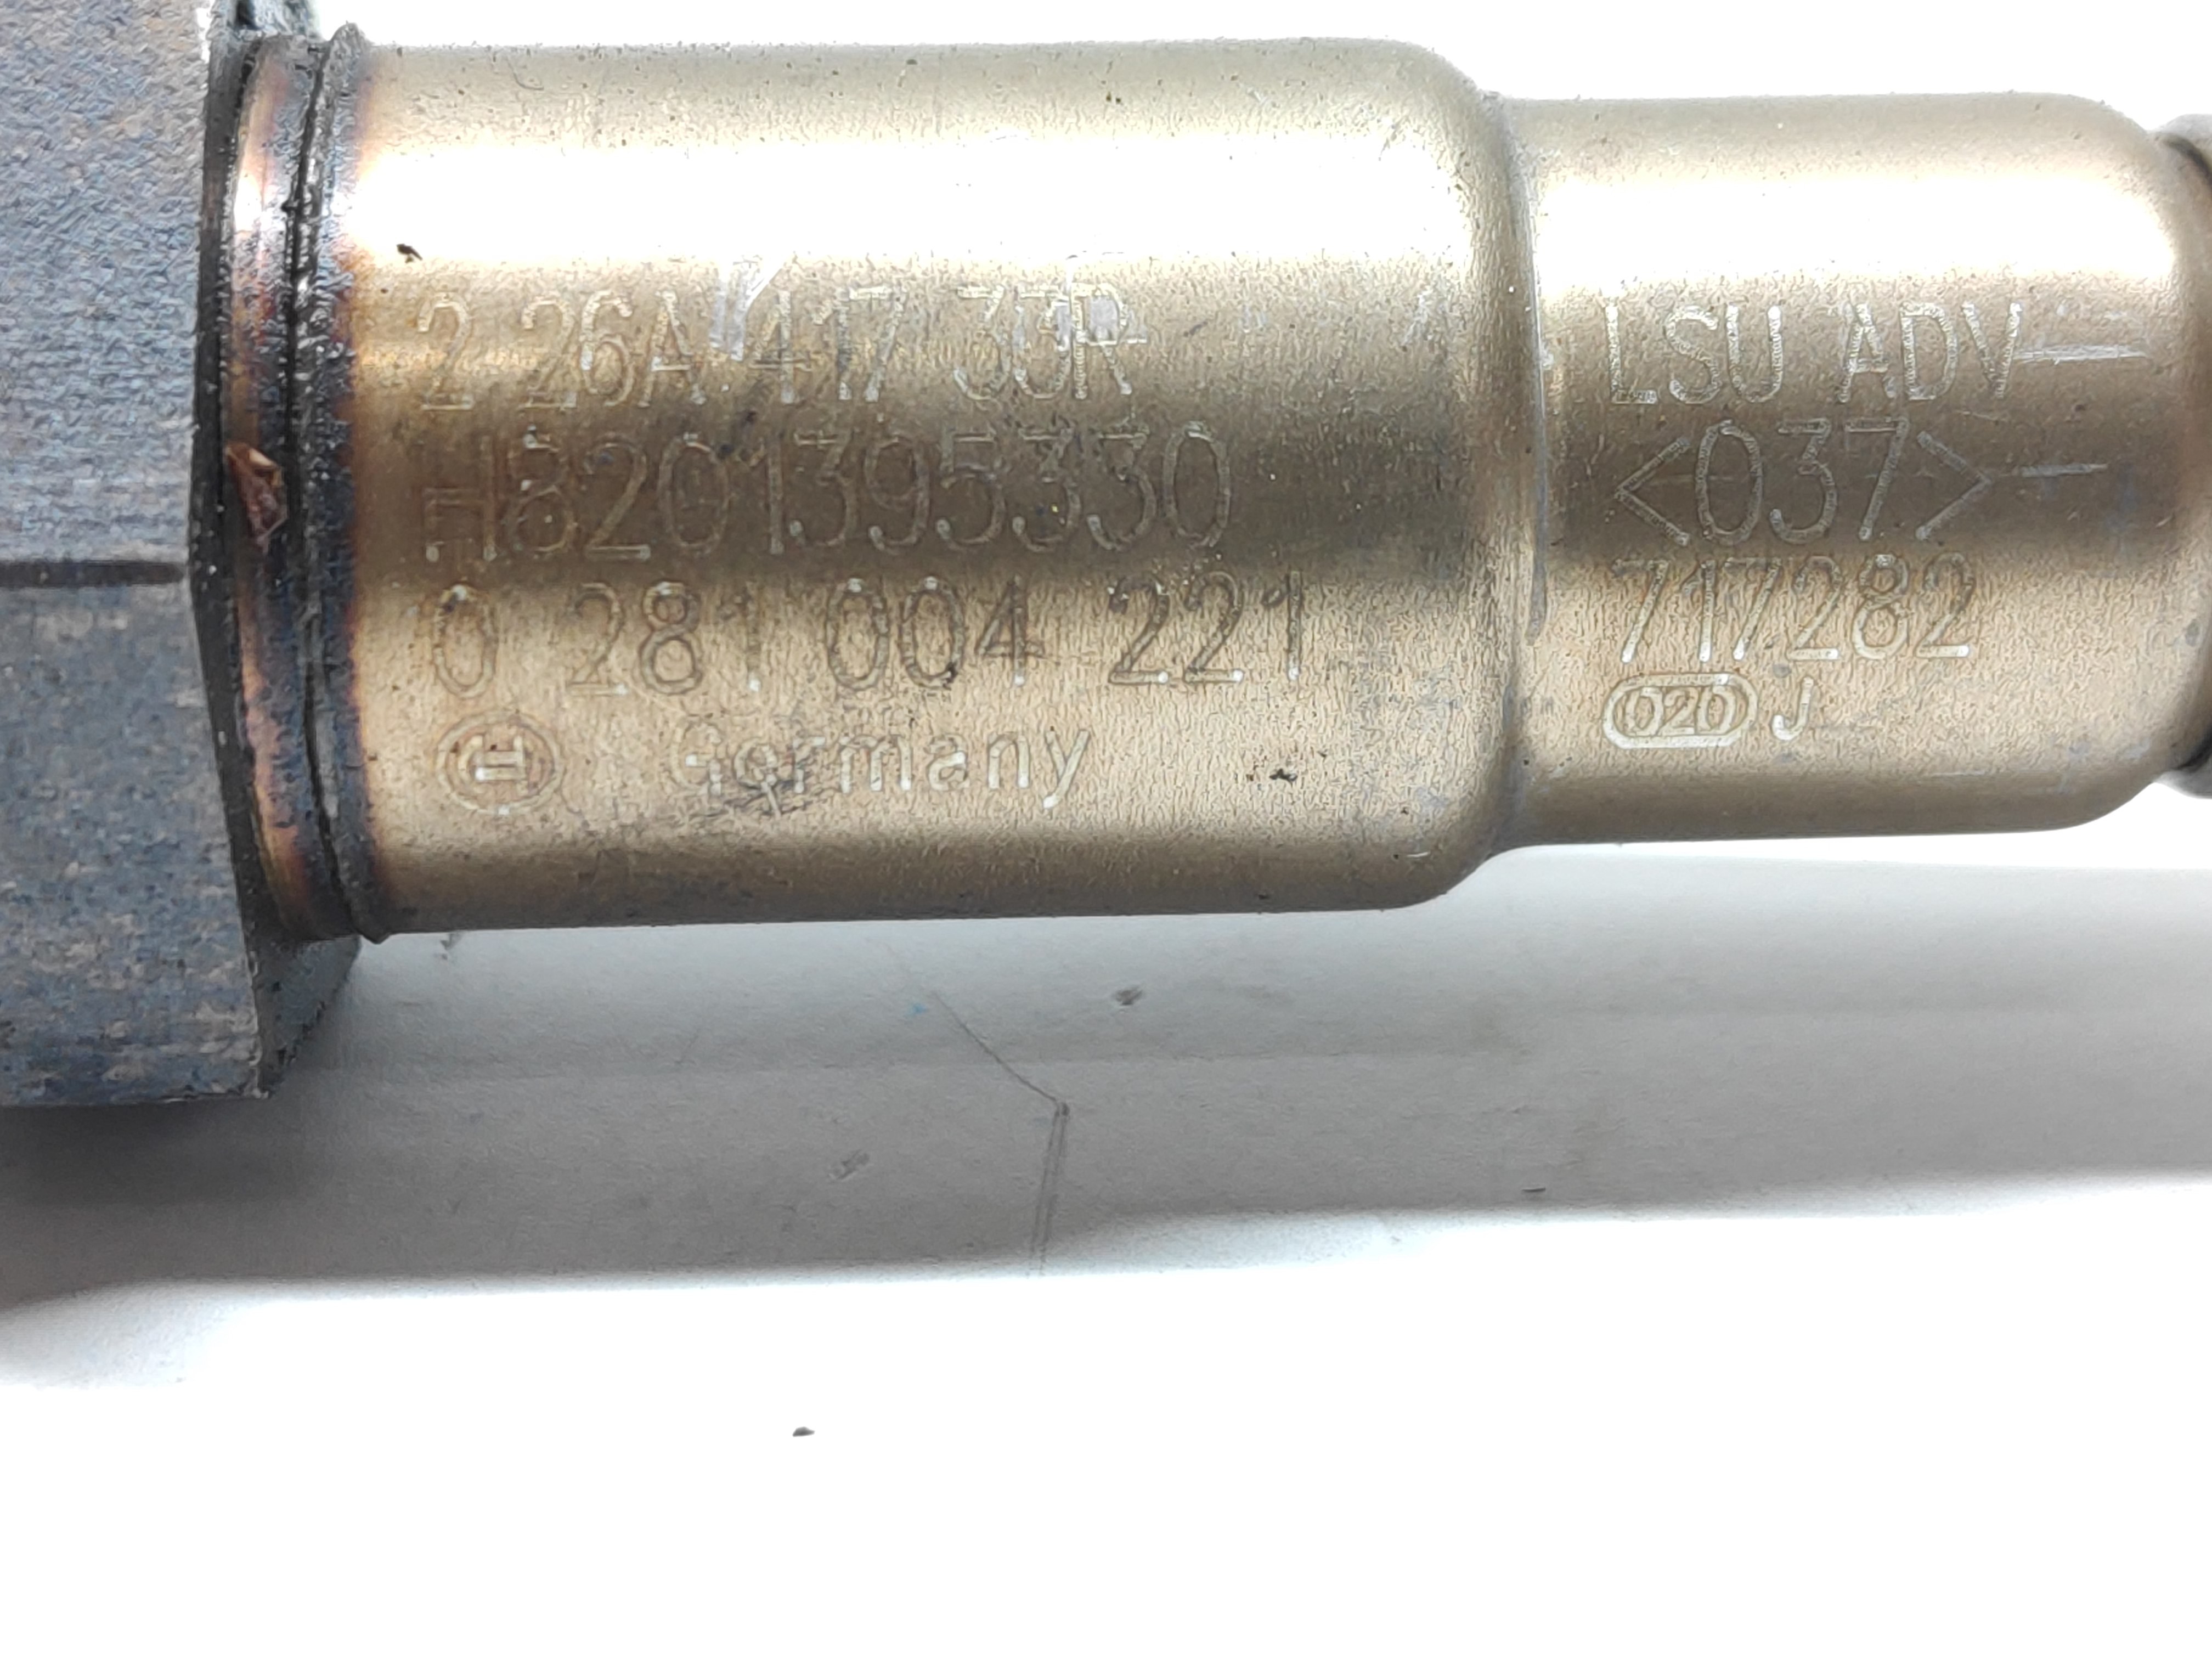 2 26A 417 33R
H8201395330
0 281 004 221
Germany
LSU ADV
<037>
717282
020 J